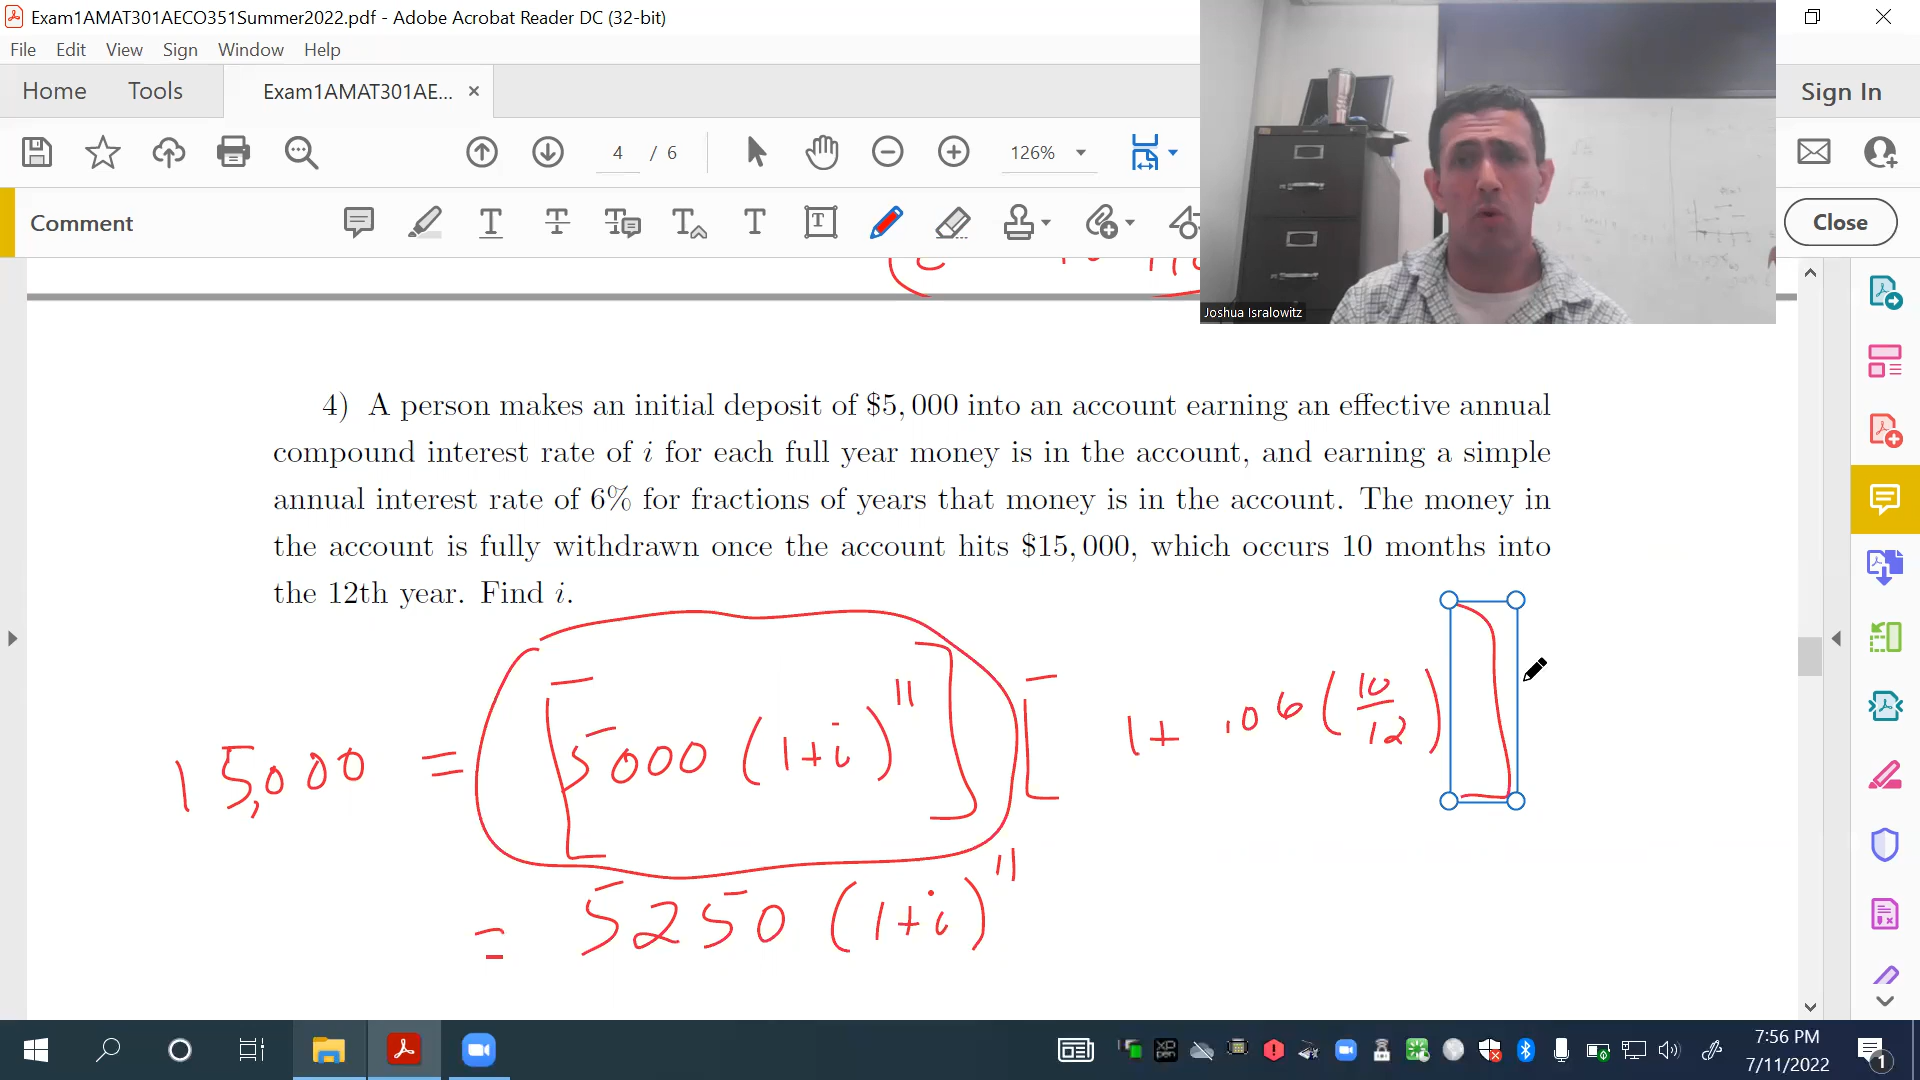 Exam1AMAT301AECO351Summer2022.pdf - Adobe Acrobat Reader DC (32-bit)
File Edit View Sign Window Help
Home Tools Exam1AMAT301AE... × Sign In
4 / 6 126%
Comment Close
Joshua Isralowitz
4) A person makes an initial deposit of $5,000 into an account earning an effective annual
compound interest rate of i for each full year money is in the account, and earning a simple
annual interest rate of 6% for fractions of years that money is in the account. The money in
the account is fully withdrawn once the account hits $15,000, which occurs 10 months into
the 12th year. Find i.
15,000 = [5000 (1+i)^11] [1 + .06 (10/12)]
= 5250 (1+i)^11
7:56 PM
7/11/2022
1